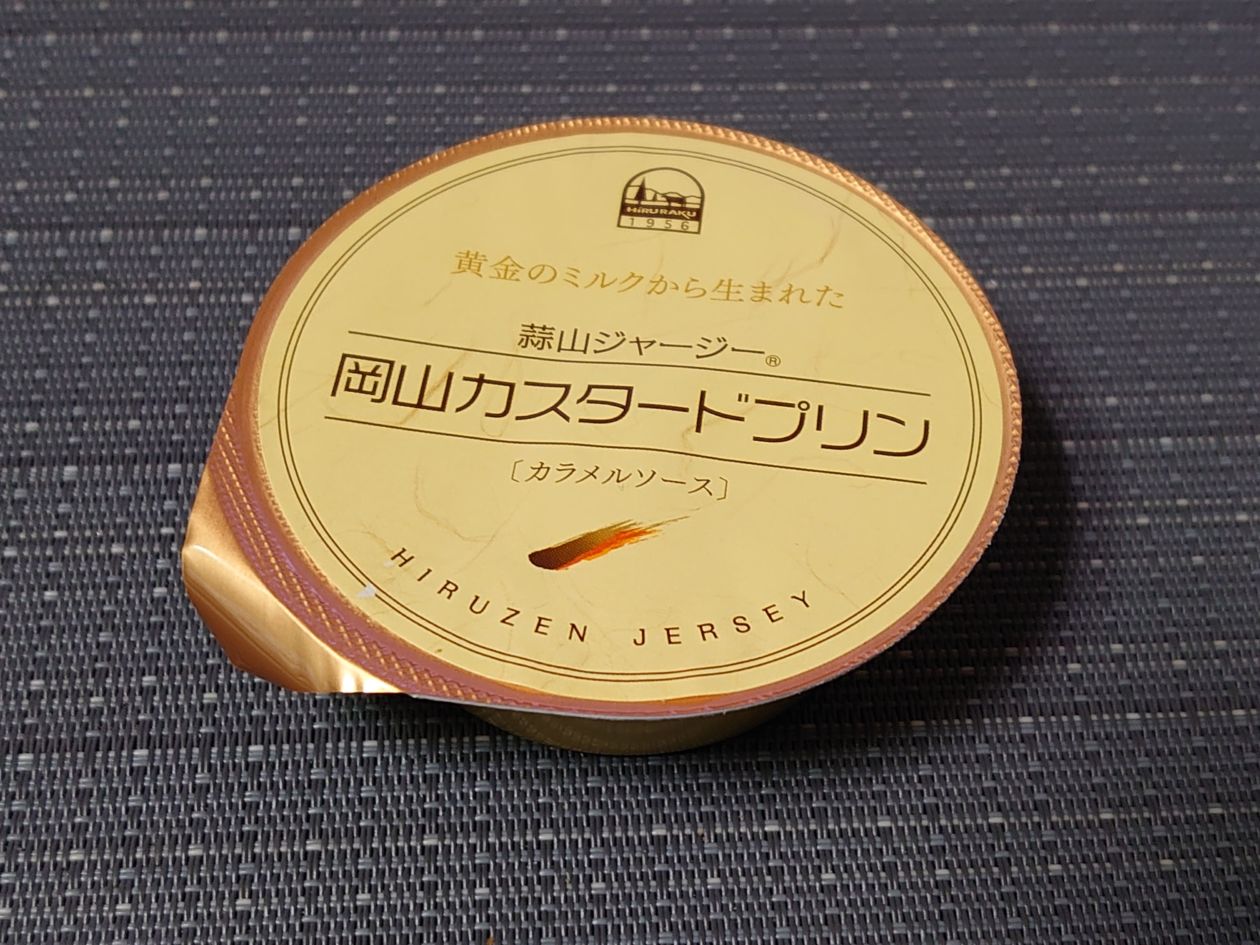 HIRURAKU
1956
黄金のミルクから生まれた
蒜山ジャージー®
岡山カスタードプリン
〔カラメルソース〕
HIRUZEN JERSEY